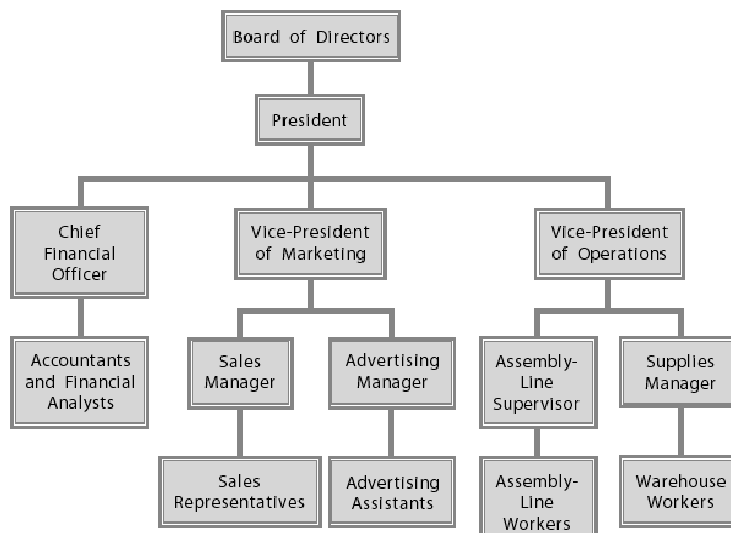 Board of Directors
President
Chief
Financial
Officer
Vice-President
of Marketing
Vice-President
of Operations
Accountants
and Financial
Analysts
Sales
Manager
Advertising
Manager
Assembly-
Line
Supervisor
Supplies
Manager
Sales
Representatives
Advertising
Assistants
Assembly-
Line
Workers
Warehouse
Workers